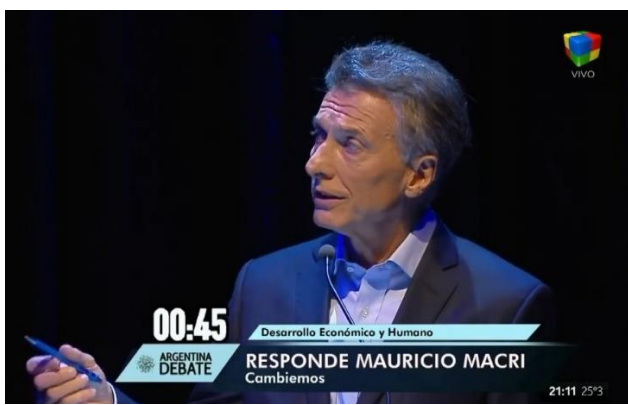 VIVO
00:45
Desarrollo Económico y Humano
ARGENTINA
DEBATE
RESPONDE MAURICIO MACRI
Cambiemos
21:11 25°3